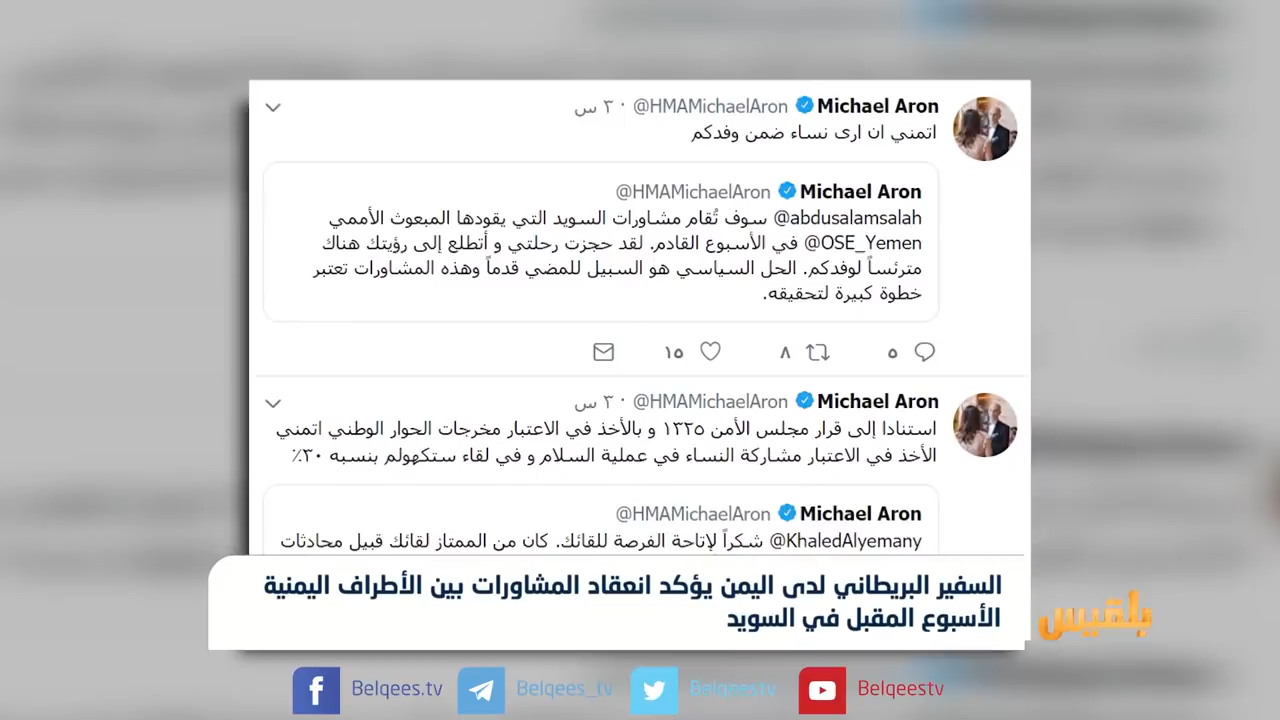 Michael Aron @HMAMichaelAron · ٣ س
اتمني ان ارى نساء ضمن وفدكم
Michael Aron @HMAMichaelAron
@abdusalamsalah سوف تُقام مشاورات السويد التي يقودها المبعوث الأممي
@OSE_Yemen في الأسبوع القادم. لقد حجزت رحلتي و أتطلع إلى رؤيتك هناك
مترئساً لوفدكم. الحل السياسي هو السبيل للمضي قدماً وهذه المشاورات تعتبر
خطوة كبيرة لتحقيقه.
٥ ٨ ١٥
Michael Aron @HMAMichaelAron · ٣ س
استنادا إلى قرار مجلس الأمن ١٣٢٥ و بالأخذ في الاعتبار مخرجات الحوار الوطني اتمني
الأخذ في الاعتبار مشاركة النساء في عملية السلام و في لقاء ستكهولم بنسبه ٣٠٪
Michael Aron @HMAMichaelAron
@KhaledAlyemany شكراً لإتاحة الفرصة للقائك. كان من الممتاز لقائك قبيل محادثات
السفير البريطاني لدى اليمن يؤكد انعقاد المشاورات بين الأطراف اليمنية
الأسبوع المقبل في السويد
بلقيس
Belqees.tv Belqees_tv Belqeestv Belqeestv